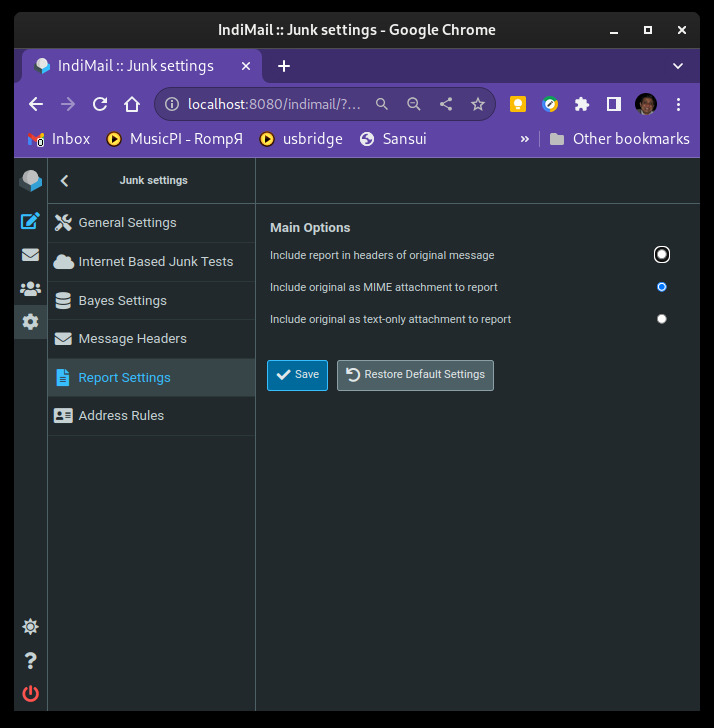 IndiMail :: Junk settings - Google Chrome
IndiMail :: Junk settings
localhost:8080/indimail/?...
Inbox
MusicPI - RompЯ
usbridge
Sansui
»
Other bookmarks
Junk settings
General Settings
Internet Based Junk Tests
Bayes Settings
Message Headers
Report Settings
Address Rules
Main Options
Include report in headers of original message
Include original as MIME attachment to report
Include original as text-only attachment to report
Save
Restore Default Settings
?